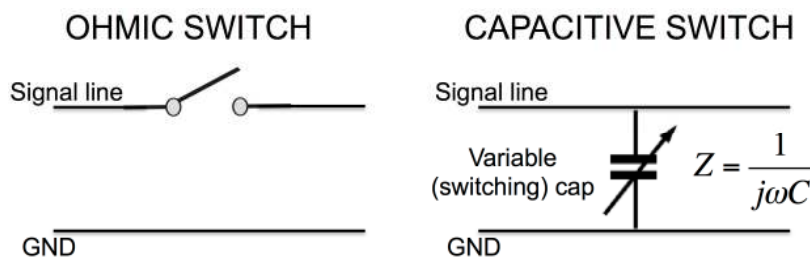 OHMIC SWITCH
Signal line
GND
CAPACITIVE SWITCH
Signal line
Variable
(switching) cap
Z = 1/jωC
GND